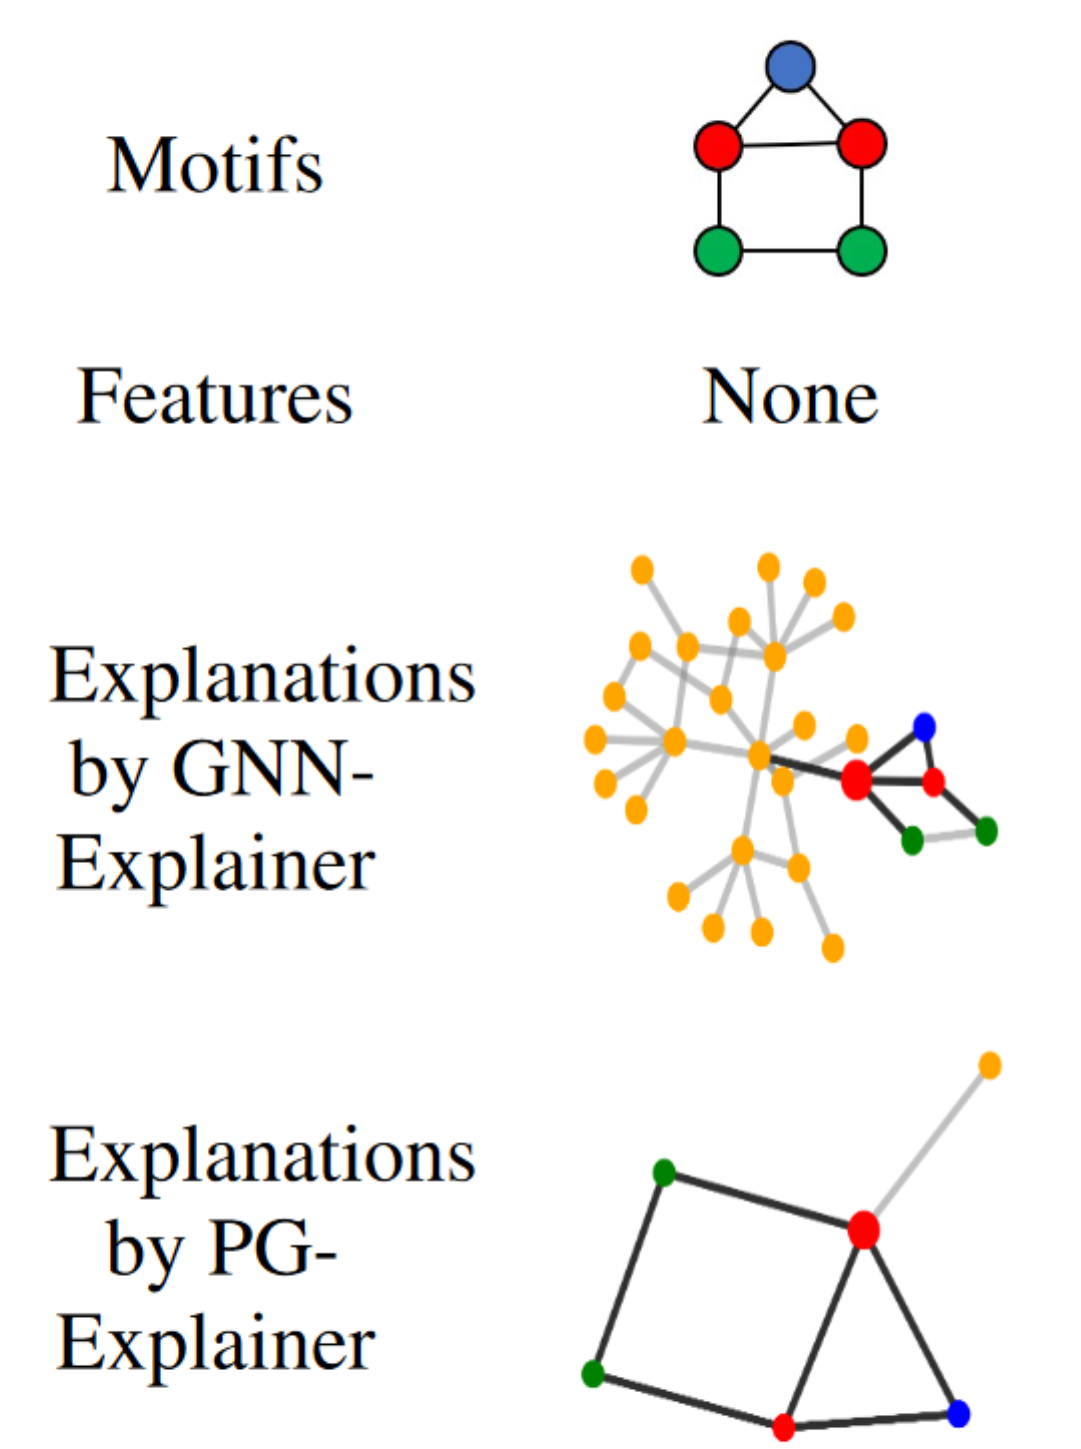 Motifs
Features None
Explanations
by GNN-
Explainer
Explanations
by PG-
Explainer